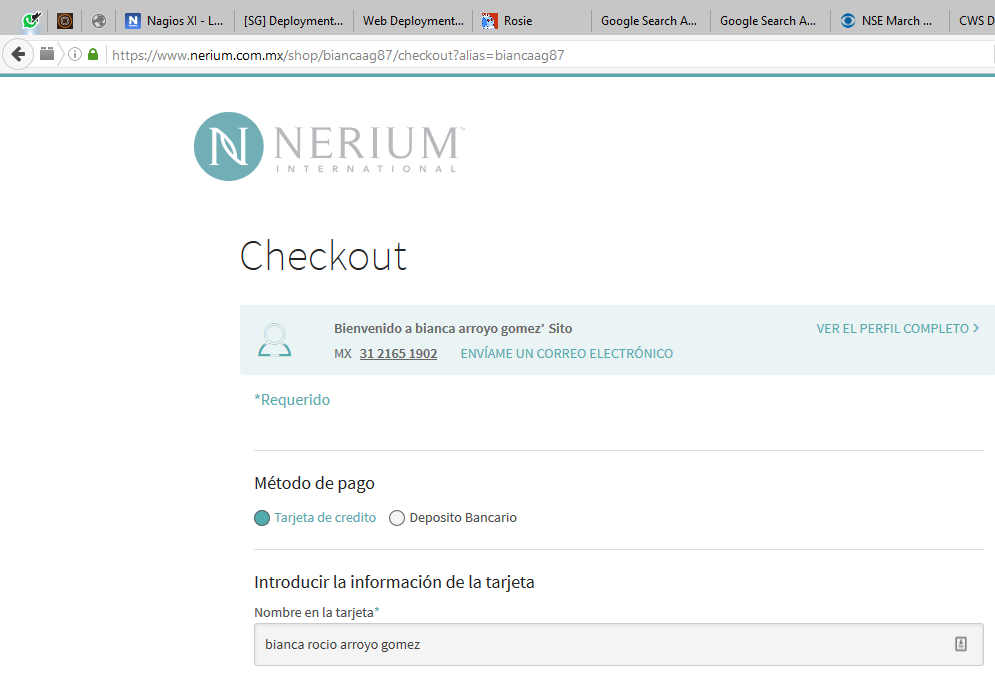 Nagios XI - L... [SG] Deployment... Web Deployment... Rosie Google Search A... Google Search A... NSE March ... CWS D
https://www.nerium.com.mx/shop/biancaag87/checkout?alias=biancaag87
NERIUM™
INTERNATIONAL
Checkout
Bienvenido a bianca arroyo gomez’ Sito VER EL PERFIL COMPLETO >
MX 31 2165 1902 ENVÍAME UN CORREO ELECTRÓNICO
*Requerido
Método de pago
Tarjeta de credito Deposito Bancario
Introducir la información de la tarjeta
Nombre en la tarjeta*
bianca rocio arroyo gomez